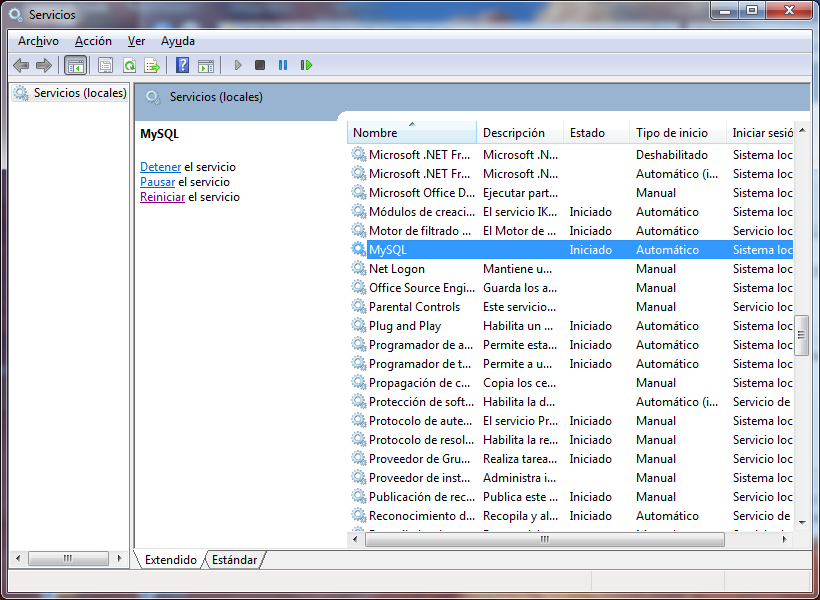 Servicios
Archivo Acción Ver Ayuda
Servicios (locales)
Servicios (locales)
MySQL
Detener el servicio
Pausar el servicio
Reiniciar el servicio
Nombre Descripción Estado Tipo de inicio Iniciar sesió
Microsoft .NET Fr... Microsoft .N... Deshabilitado Sistema loc
Microsoft .NET Fr... Microsoft .N... Automático (i... Sistema loc
Microsoft Office D... Ejecutar part... Manual Sistema loc
Módulos de creaci... El servicio IK... Iniciado Automático Sistema loc
Motor de filtrado ... El Motor de ... Iniciado Automático Servicio loc
MySQL Iniciado Automático Sistema loc
Net Logon Mantiene u... Manual Sistema loc
Office Source Engi... Guarda los a... Manual Sistema loc
Parental Controls Este servicio... Manual Servicio loc
Plug and Play Habilita un ... Iniciado Automático Sistema loc
Programador de a... Permite esta... Iniciado Automático Sistema loc
Programador de t... Permite a u... Iniciado Automático Sistema loc
Propagación de c... Copia los ce... Manual Sistema loc
Protección de soft... Habilita la d... Automático (i... Servicio de
Protocolo de aute... El servicio Pr... Iniciado Manual Sistema loc
Protocolo de resol... Habilita la re... Iniciado Manual Servicio loc
Proveedor de Gru... Realiza tarea... Iniciado Manual Servicio loc
Proveedor de inst... Administra i... Manual Sistema loc
Publicación de rec... Publica este ... Iniciado Manual Servicio loc
Reconocimiento d... Recopila y al... Iniciado Automático Servicio de
Extendido Estándar